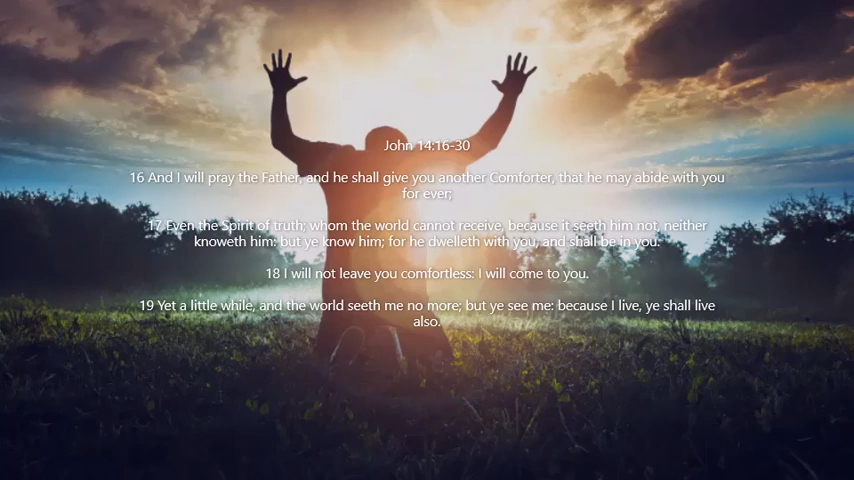 John 14:16-30
16 And I will pray the Father, and he shall give you another Comforter, that he may abide with you
for ever;
17 Even the Spirit of truth; whom the world cannot receive, because it seeth him not, neither
knoweth him: but ye know him; for he dwelleth with you, and shall be in you.
18 I will not leave you comfortless: I will come to you.
19 Yet a little while, and the world seeth me no more; but ye see me: because I live, ye shall live
also.